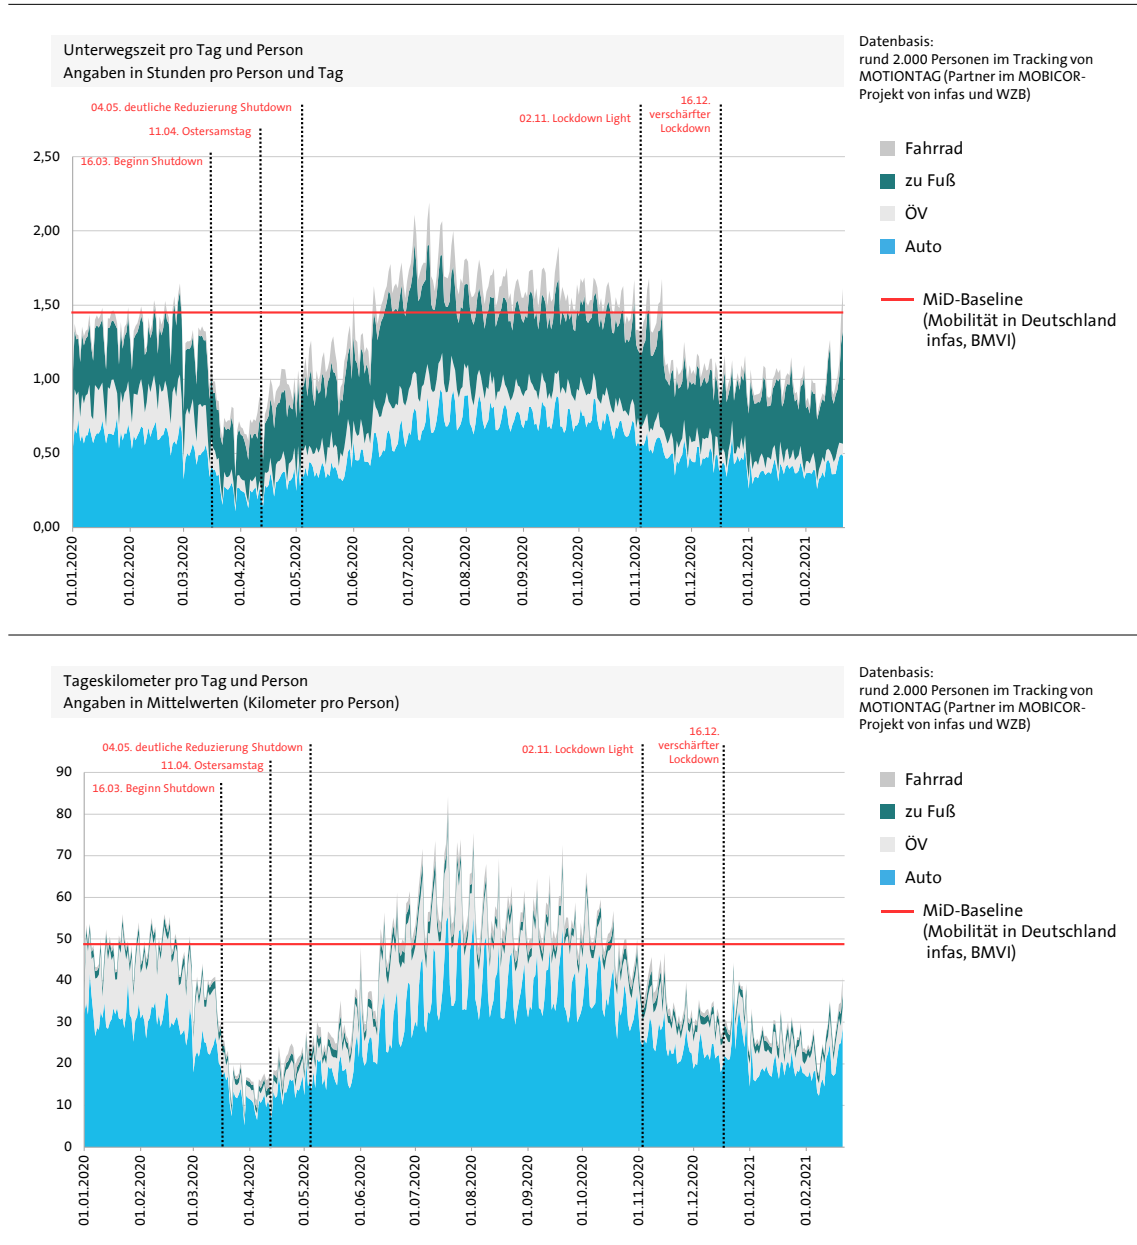 Unterwegszeit pro Tag und Person
Angaben in Stunden pro Person und Tag
Datenbasis:
rund 2.000 Personen im Tracking von
MOTIONTAG (Partner im MOBICOR-
Projekt von infas und WZB)
04.05. deutliche Reduzierung Shutdown
11.04. Ostersamstag
16.03. Beginn Shutdown
02.11. Lockdown Light
16.12.
verschärfter
Lockdown
2,50
2,00
1,50
1,00
0,50
0,00
01.01.2020
01.02.2020
01.03.2020
01.04.2020
01.05.2020
01.06.2020
01.07.2020
01.08.2020
01.09.2020
01.10.2020
01.11.2020
01.12.2020
01.01.2021
01.02.2021
Fahrrad
zu Fuß
ÖV
Auto
MiD-Baseline
(Mobilität in Deutschland
infas, BMVI)
Tageskilometer pro Tag und Person
Angaben in Mittelwerten (Kilometer pro Person)
Datenbasis:
rund 2.000 Personen im Tracking von
MOTIONTAG (Partner im MOBICOR-
Projekt von infas und WZB)
04.05. deutliche Reduzierung Shutdown
11.04. Ostersamstag
16.03. Beginn Shutdown
02.11. Lockdown Light
16.12.
verschärfter
Lockdown
90
80
70
60
50
40
30
20
10
0
01.01.2020
01.02.2020
01.03.2020
01.04.2020
01.05.2020
01.06.2020
01.07.2020
01.08.2020
01.09.2020
01.10.2020
01.11.2020
01.12.2020
01.01.2021
01.02.2021
Fahrrad
zu Fuß
ÖV
Auto
MiD-Baseline
(Mobilität in Deutschland
infas, BMVI)